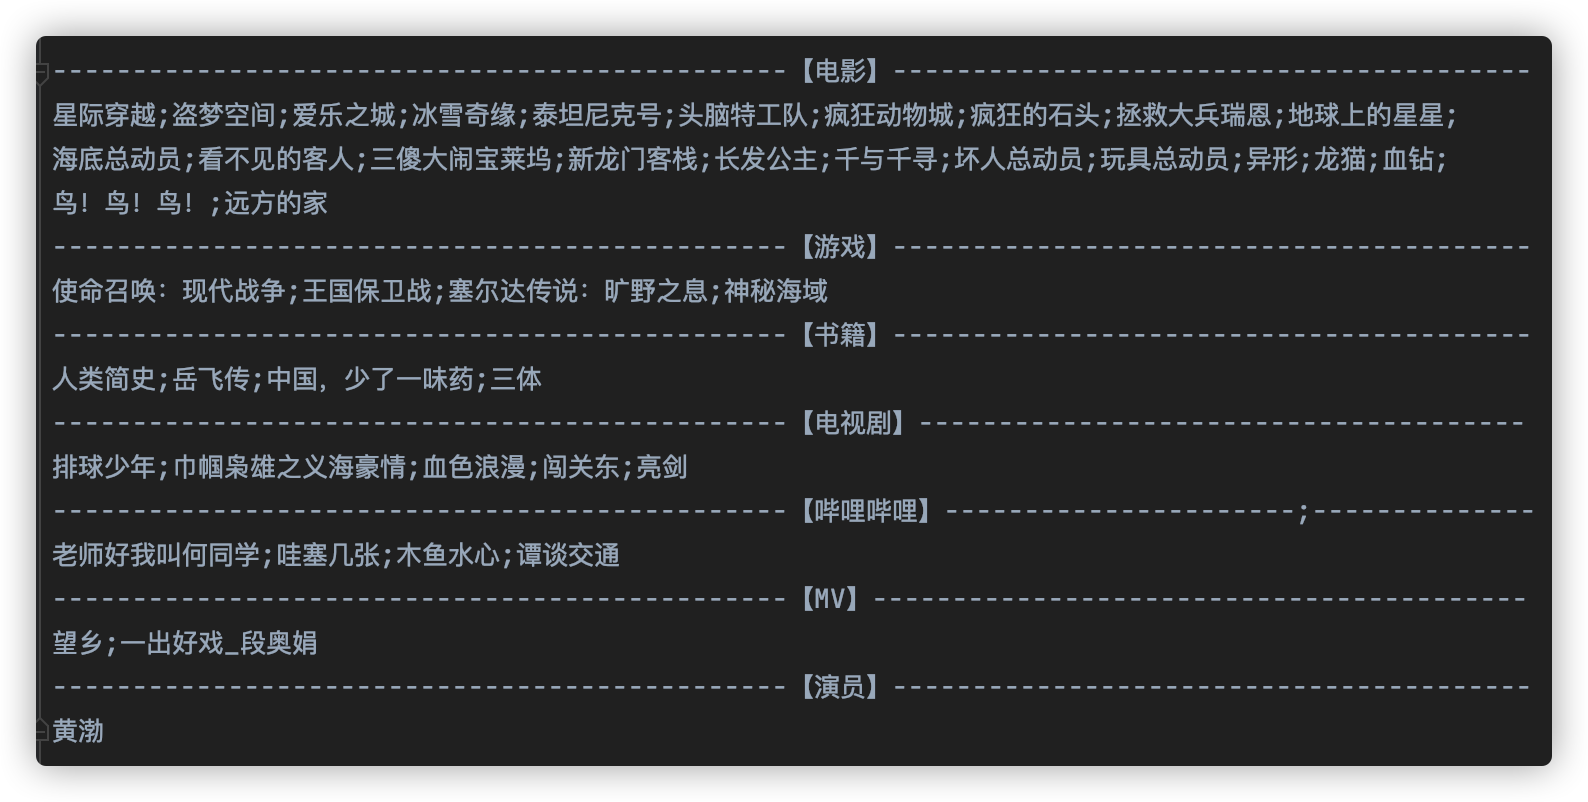 ----------------------------------------------【电影】----------------------------------------
星际穿越;盗梦空间;爱乐之城;冰雪奇缘;泰坦尼克号;头脑特工队;疯狂动物城;疯狂的石头;拯救大兵瑞恩;地球上的星星;
海底总动员;看不见的客人;三傻大闹宝莱坞;新龙门客栈;长发公主;千与千寻;坏人总动员;玩具总动员;异形;龙猫;血钻;
鸟！鸟！鸟！;远方的家
----------------------------------------------【游戏】----------------------------------------
使命召唤：现代战争;王国保卫战;塞尔达传说：旷野之息;神秘海域
----------------------------------------------【书籍】----------------------------------------
人类简史;岳飞传;中国，少了一味药;三体
----------------------------------------------【电视剧】--------------------------------------
排球少年;巾帼枭雄之义海豪情;血色浪漫;闯关东;亮剑
----------------------------------------------【哔哩哔哩】----------------------;--------------
老师好我叫何同学;哇塞几张;木鱼水心;谭谈交通
----------------------------------------------【MV】-----------------------------------------
望乡;一出好戏_段奥娟
----------------------------------------------【演员】----------------------------------------
黄渤